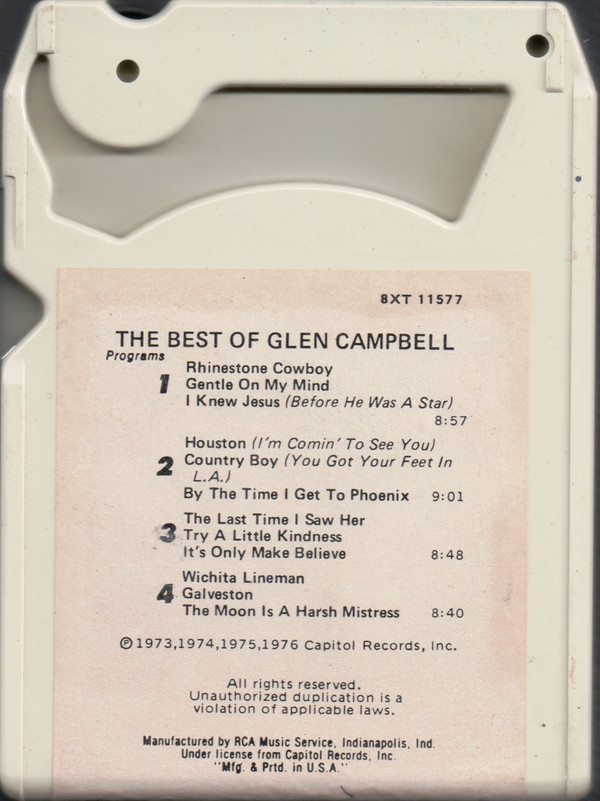 8XT 11577
THE BEST OF GLEN CAMPBELL
Programs
1 Rhinestone Cowboy
Gentle On My Mind
I Knew Jesus (Before He Was A Star)
8:57
Houston (I'm Comin' To See You)
2 Country Boy (You Got Your Feet In
L.A.)
By The Time I Get To Phoenix 9:01
The Last Time I Saw Her
3 Try A Little Kindness
It's Only Make Believe 8:48
Wichita Lineman
4 Galveston
The Moon Is A Harsh Mistress 8:40
℗1973,1974,1975,1976 Capitol Records, Inc.
All rights reserved.
Unauthorized duplication is a
violation of applicable laws.
Manufactured by RCA Music Service, Indianapolis, Ind.
Under license from Capitol Records, Inc.
"Mfg. & Prtd. in U.S.A."